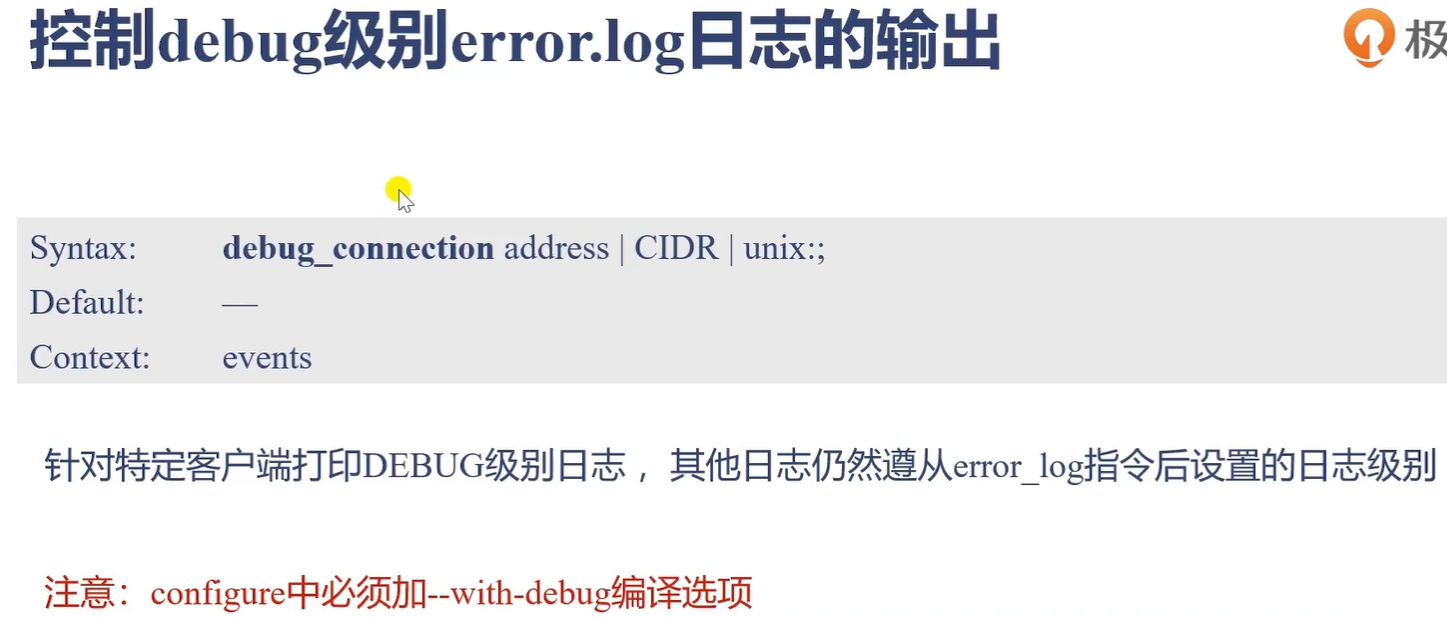 控制debug级别error.log日志的输出
极
Syntax: debug_connection address | CIDR | unix:;
Default: —
Context: events
针对特定客户端打印DEBUG级别日志，其他日志仍然遵从error_log指令后设置的日志级别
注意：configure中必须加--with-debug编译选项